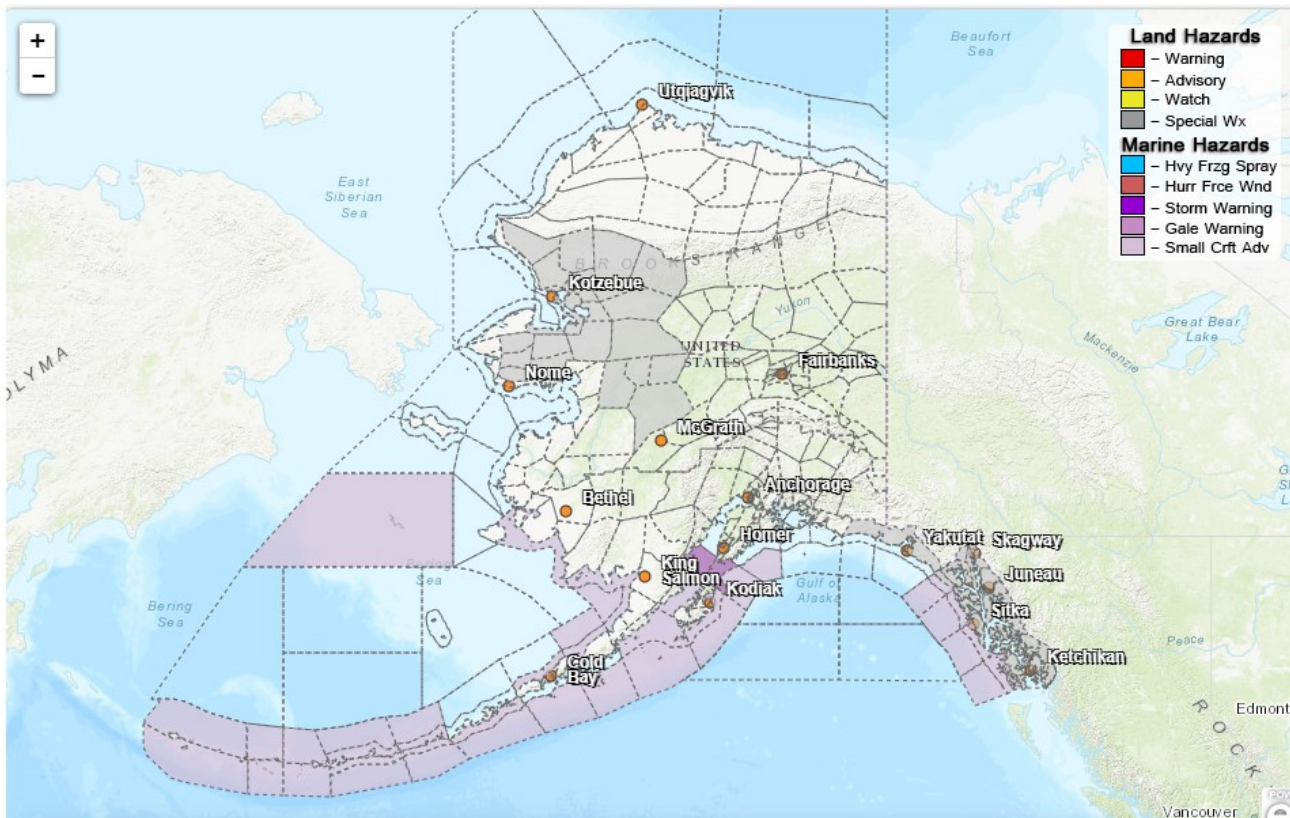 +
−
Beaufort
Sea
Land Hazards
– Warning
– Advisory
– Watch
– Special Wx
Marine Hazards
– Hvy Frzg Spray
– Hurr Frce Wnd
– Storm Warning
– Gale Warning
– Small Crft Adv
Utqiagvik
East
Siberian
Sea
BROOKS RANGE
Kotzebue
Yukon
Great Bear
Lake
Mackenzie
OLYMA
UNITED
STATES
Fairbanks
Nome
McGrath
Anchorage
Bethel
Homer
Yakutat
Skagway
King
Salmon
Juneau
Kodiak
Gulf of
Alaska
Sea
Bering
Sea
Sitka
Peace
Ketchikan
Cold
Bay
Edmont
ROCK
Vancouver